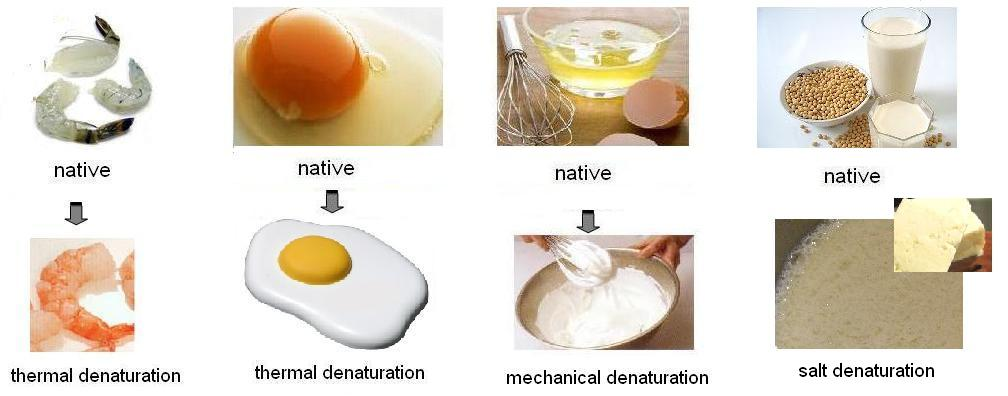 native
native
native
native
thermal denaturation
thermal denaturation
mechanical denaturation
salt denaturation